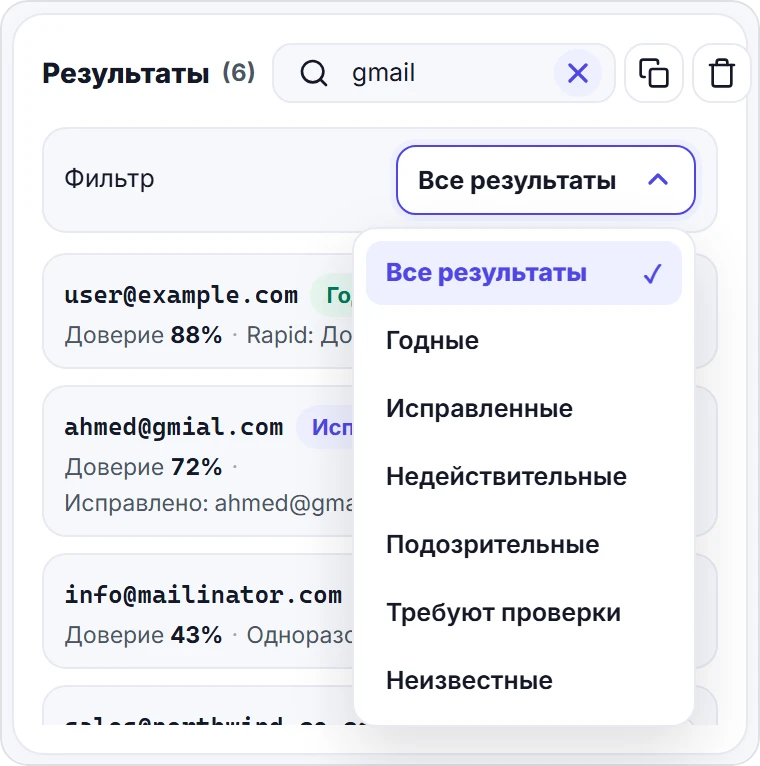 Результаты (6)
gmail
Фильтр
Все результаты
Все результаты
Годные
Исправленные
Недействительные
Подозрительные
Требуют проверки
Неизвестные
user@example.com
Доверие 88% · Rapid:
ahmed@gmial.com
Доверие 72% ·
Исправлено:
info@mailinator.com
Доверие 43% ·